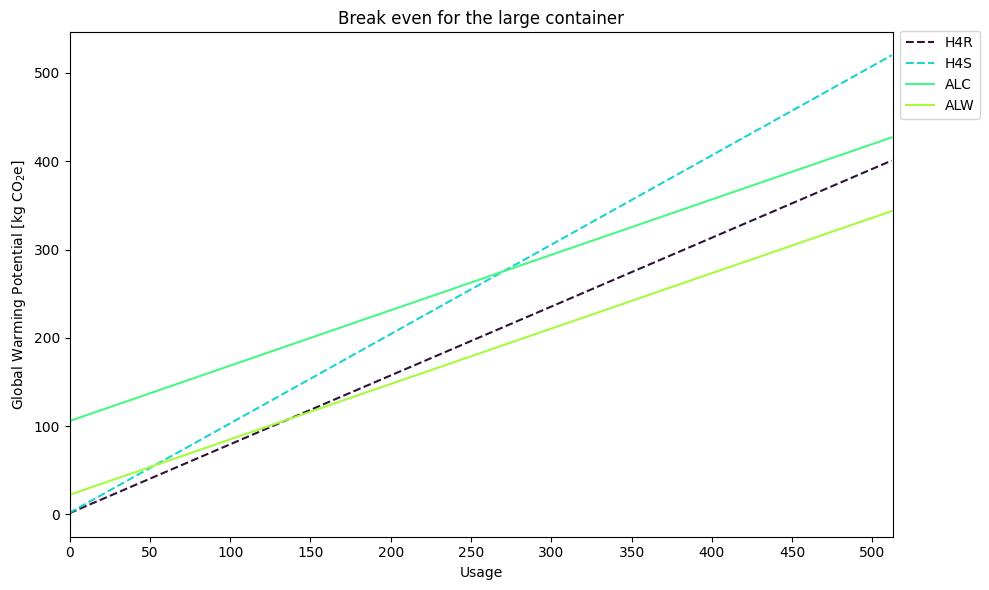 Break even for the large container
H4R
H4S
ALC
ALW
Global Warming Potential [kg CO₂e]
500
400
300
200
100
0
0 50 100 150 200 250 300 350 400 450 500
Usage